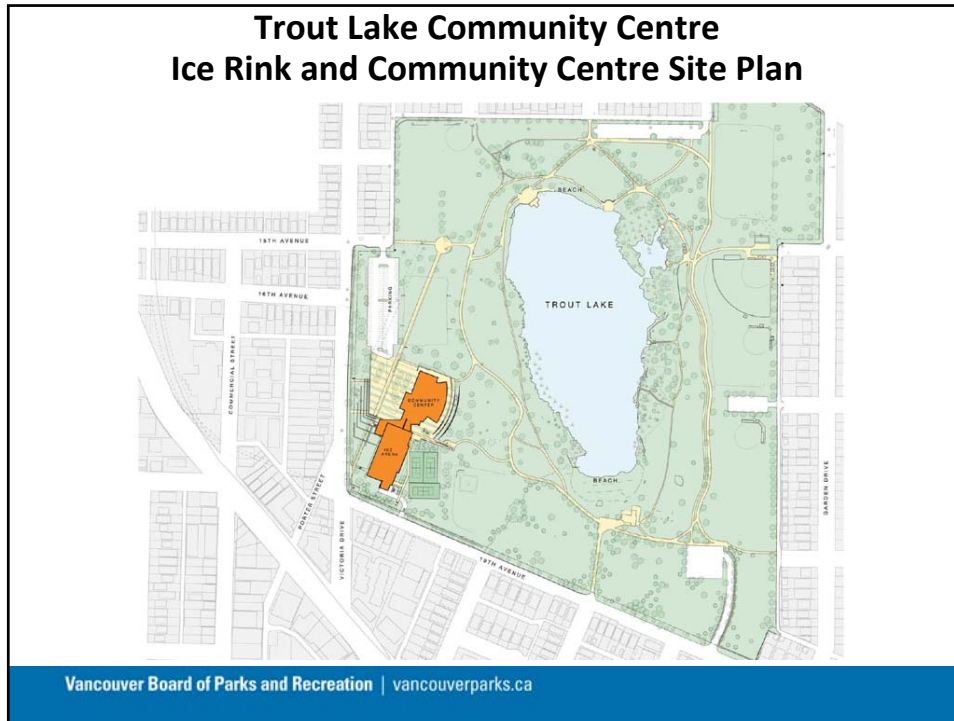 Trout Lake Community Centre
Ice Rink and Community Centre Site Plan
BEACH
15TH AVENUE
16TH AVENUE
PARKING
TROUT LAKE
COMMERCIAL STREET
COMMUNITY
CENTER
ICE
ARENA
BEACH
GARDEN DRIVE
PORTER STREET
VICTORIA DRIVE
19TH AVENUE
Vancouver Board of Parks and Recreation | vancouverparks.ca